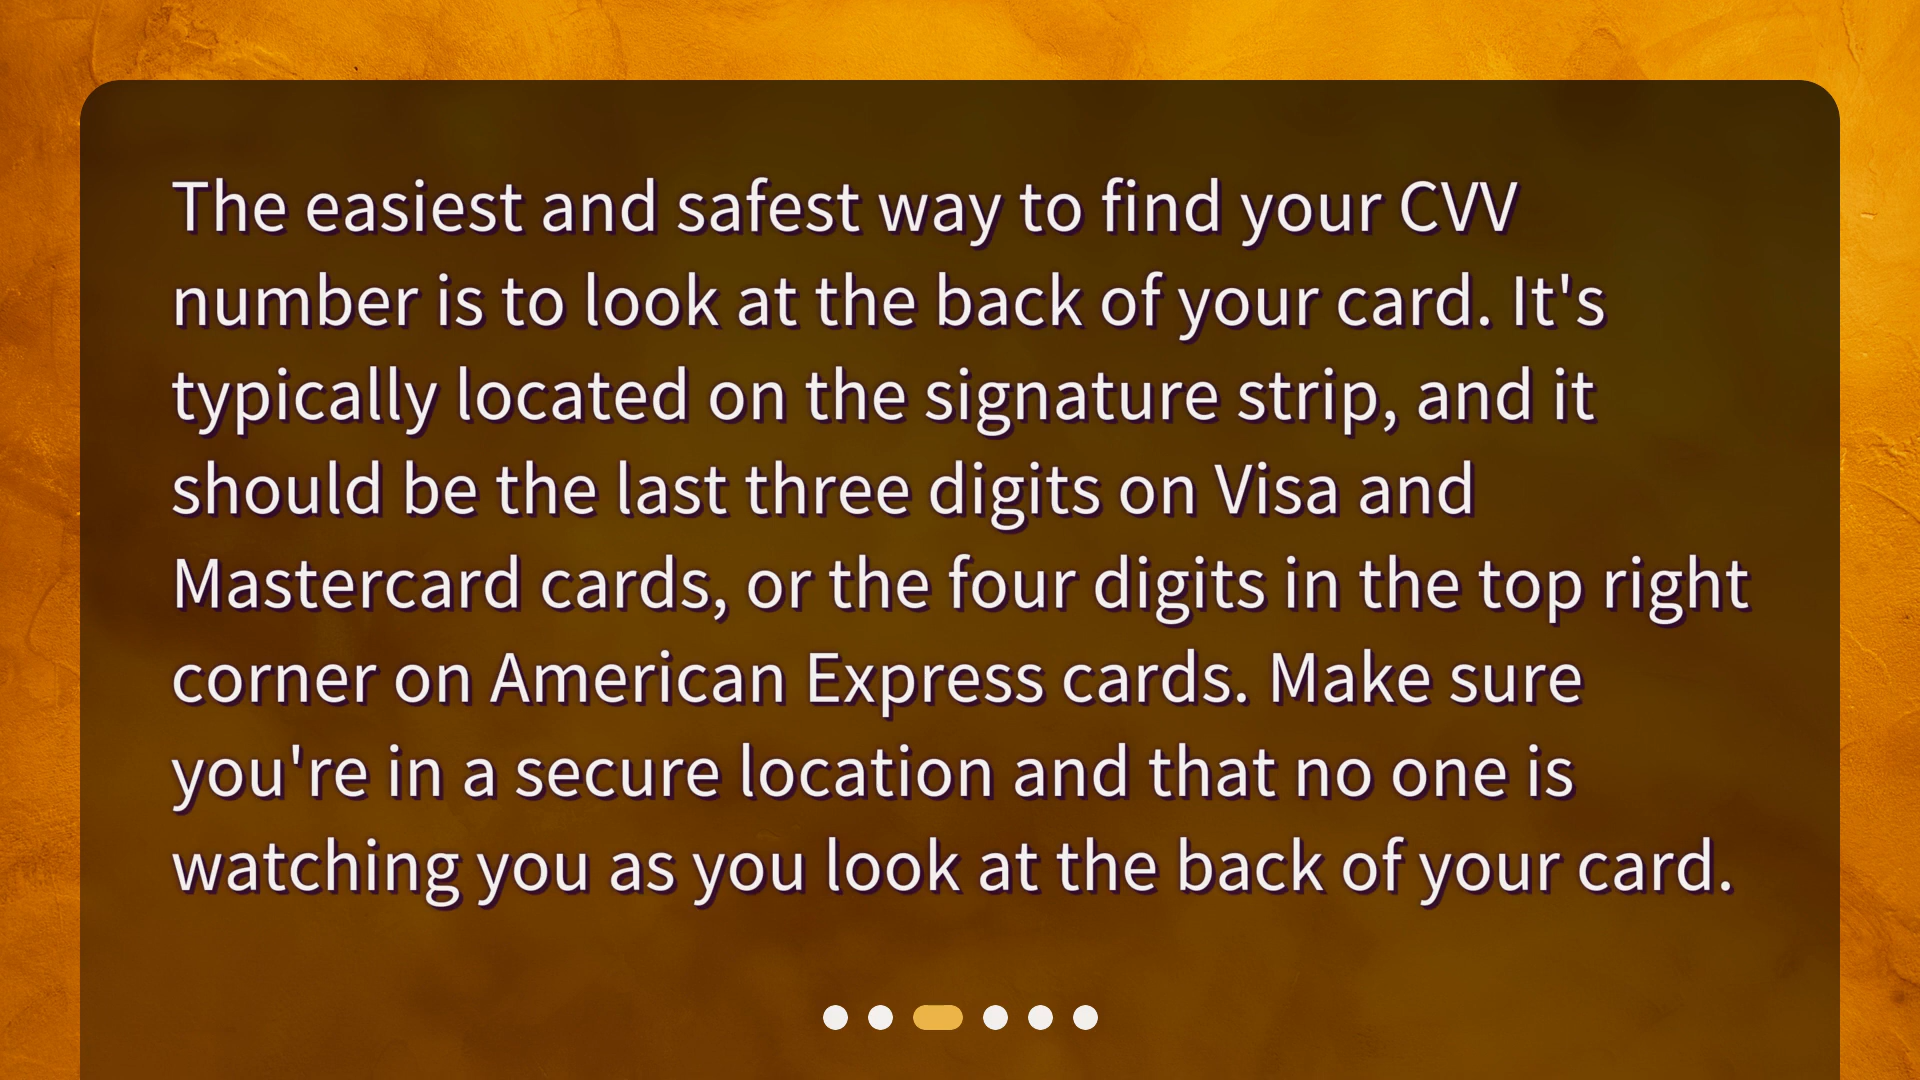 The easiest and safest way to find your CVV
number is to look at the back of your card. It's
typically located on the signature strip, and it
should be the last three digits on Visa and
Mastercard cards, or the four digits in the top right
corner on American Express cards. Make sure
you're in a secure location and that no one is
watching you as you look at the back of your card.